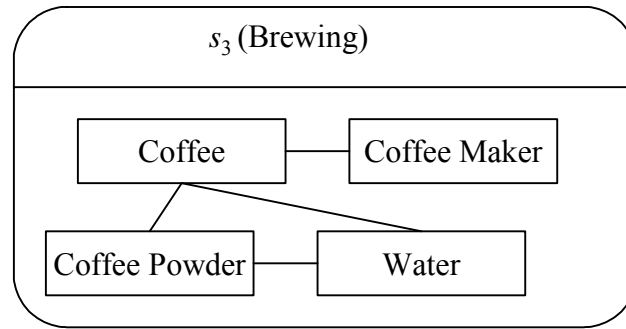 s₃ (Brewing)
Coffee
Coffee Maker
Coffee Powder
Water